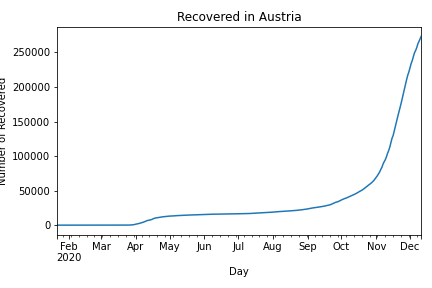 Recovered in Austria
Number of Recovered
250000
200000
150000
100000
50000
0
Feb Mar Apr May Jun Jul Aug Sep Oct Nov Dec
2020
Day